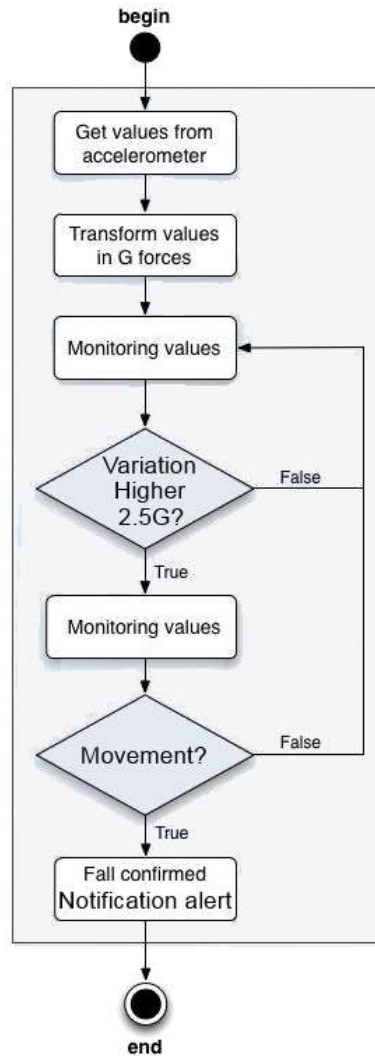 begin
Get values from
accelerometer
Transform values
in G forces
Monitoring values
Variation
Higher
2.5G?
False
True
Monitoring values
Movement?
False
True
Fall confirmed
Notification alert
end